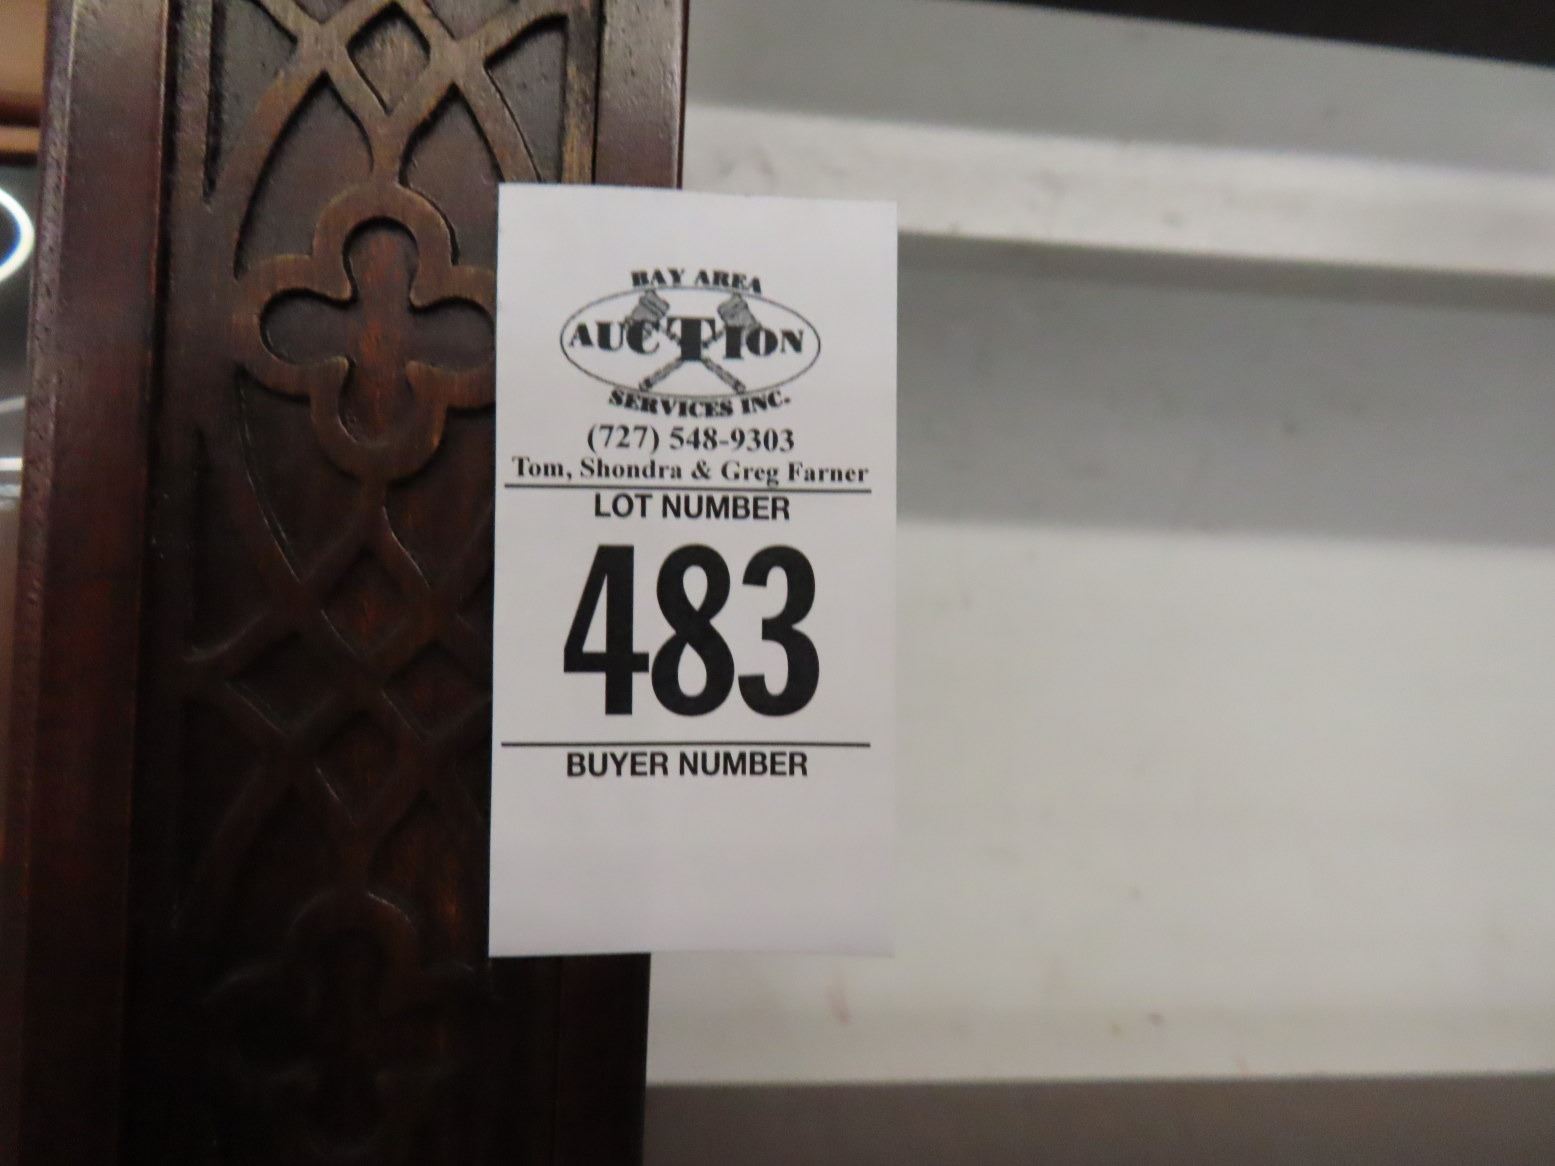 BAY AREA
AUCTION
SERVICES INC.
(727) 548-9303
Tom, Shondra & Greg Farner
LOT NUMBER
483
BUYER NUMBER